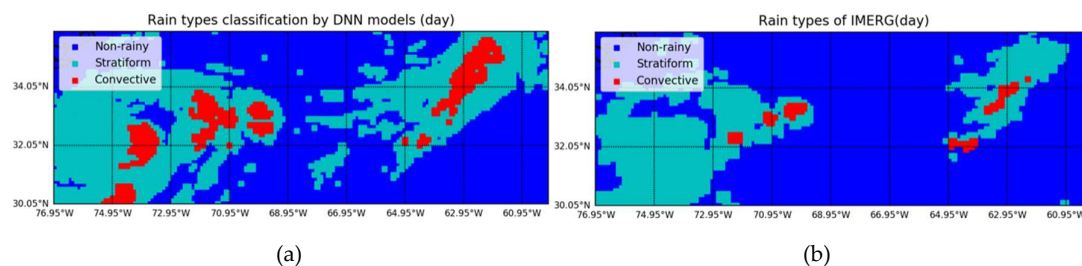 Rain types classification by DNN models (day)
Non-rainy
Stratiform
Convective
34.05°N
32.05°N
30.05°N
76.95°W 74.95°W 72.95°W 70.95°W 68.95°W 66.95°W 64.95°W 62.95°W 60.95°W
(a)
Rain types of IMERG(day)
Non-rainy
Stratiform
Convective
34.05°N
32.05°N
30.05°N
76.95°W 74.95°W 72.95°W 70.95°W 68.95°W 66.95°W 64.95°W 62.95°W 60.95°W
(b)